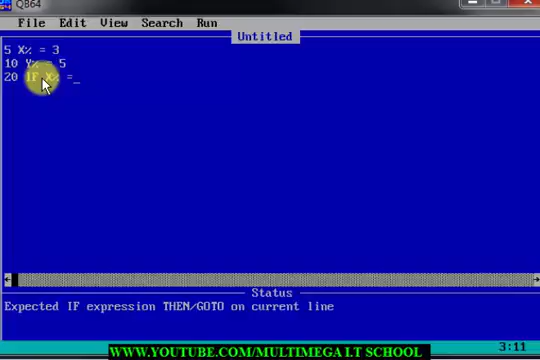 QB64
File Edit View Search Run
Untitled
5 X% = 3
10 Y% = 5
20 IF X% =_
Status
Expected IF expression THEN/GOTO on current line
3:11
WWW.YOUTUBE.COM/MULTIMEGA I.T SCHOOL